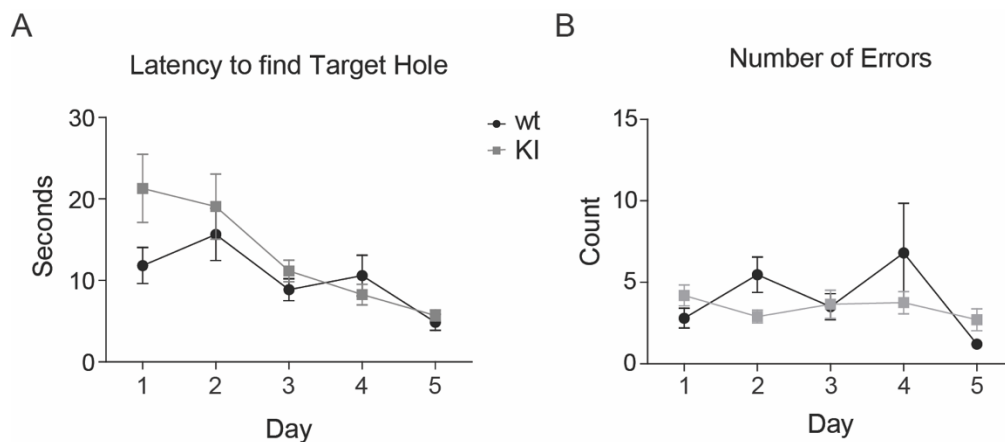 A
Latency to find Target Hole
30
20
10
0
Seconds
1 2 3 4 5
Day
wt
KI
B
Number of Errors
15
10
5
0
Count
1 2 3 4 5
Day